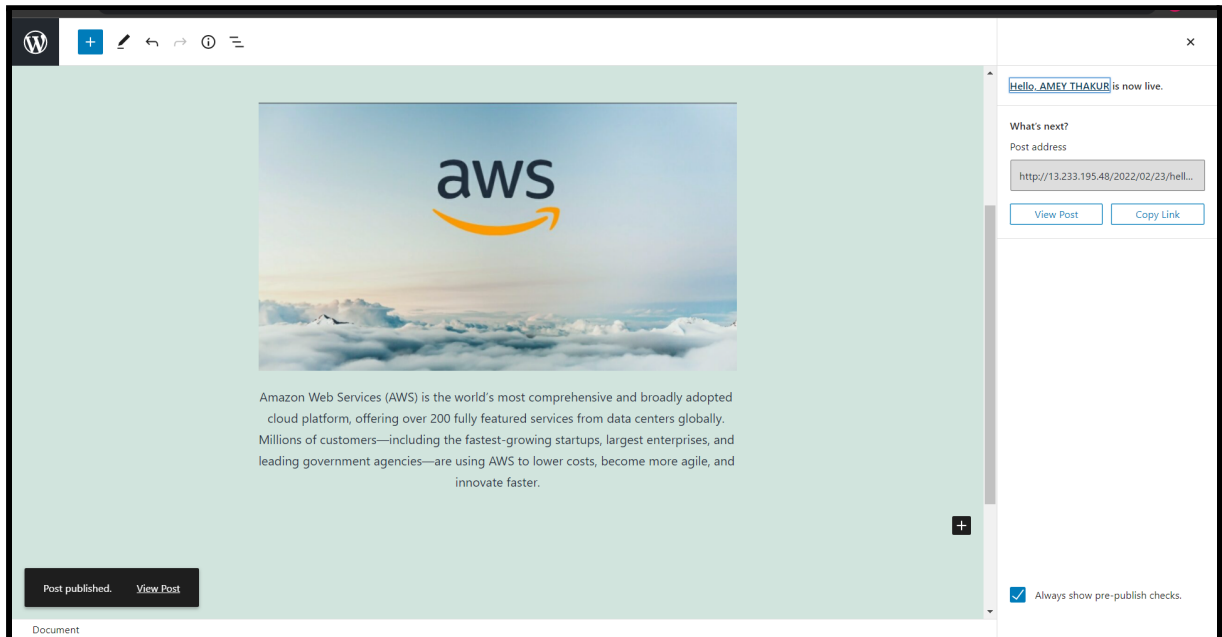 Hello, AMEY THAKUR is now live.
What's next?
Post address
http://13.233.195.48/2022/02/23/hell...
View Post Copy Link
aws
Amazon Web Services (AWS) is the world's most comprehensive and broadly adopted
cloud platform, offering over 200 fully featured services from data centers globally.
Millions of customers—including the fastest-growing startups, largest enterprises, and
leading government agencies—are using AWS to lower costs, become more agile, and
innovate faster.
Post published. View Post
Always show pre-publish checks.
Document